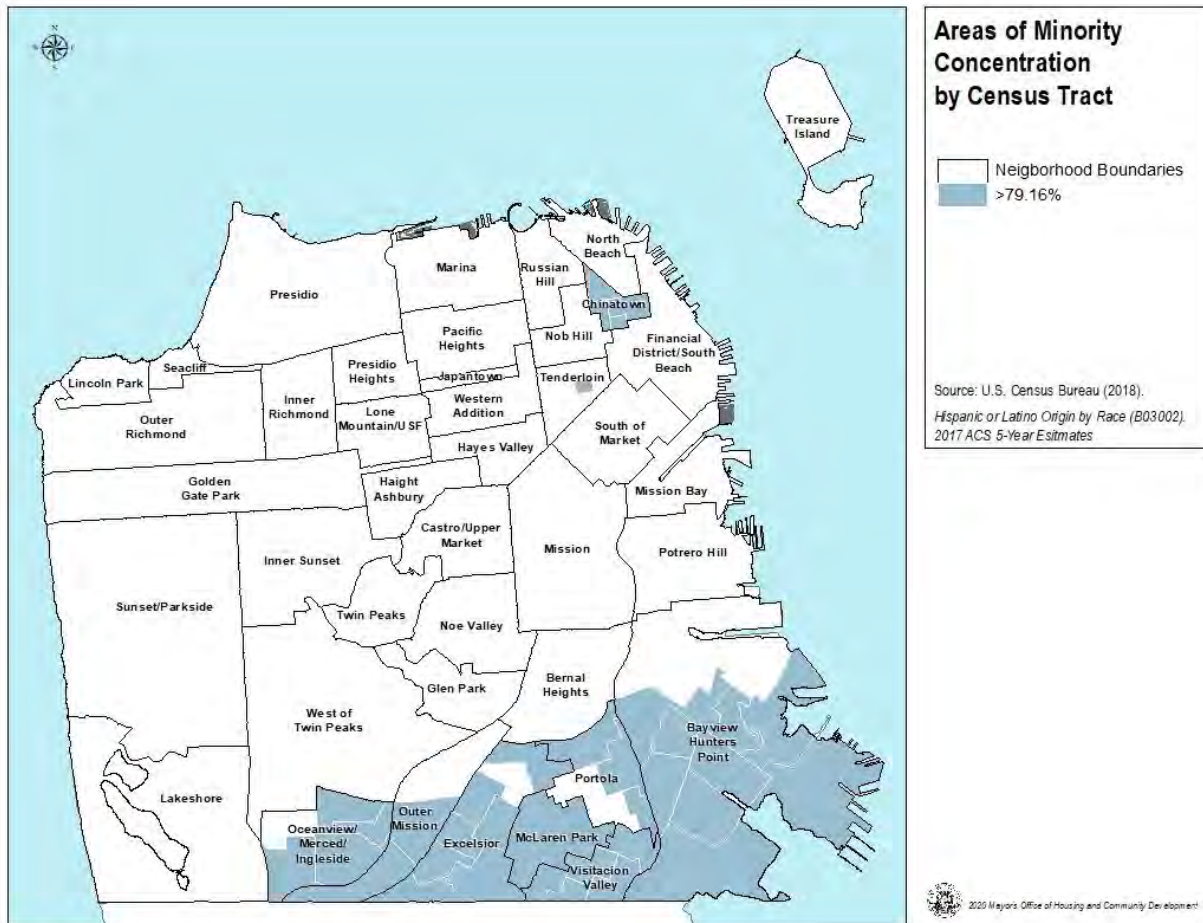 Areas of Minority
Concentration
by Census Tract
Neigborhood Boundaries
>79.16%
Source: U.S. Census Bureau (2018).
Hispanic or Latino Origin by Race (B03002).
2017 ACS 5-Year Esitmates
2020 Mayor's Office of Housing and Community Development
N
Treasure
Island
North
Beach
Marina
Russian
Hill
Presidio
Chinatown
Pacific
Heights
Nob Hill
Financial
District/South
Beach
Seacliff
Lincoln Park
Presidio
Heights
Japantown
Tenderloin
Inner
Richmond
Western
Addition
Outer
Richmond
Lone
Mountain/USF
South of
Market
Hayes Valley
Golden
Gate Park
Haight
Ashbury
Mission Bay
Castro/Upper
Market
Mission
Potrero Hill
Inner Sunset
Sunset/Parkside
Twin Peaks
Noe Valley
Glen Park
Bernal
Heights
West of
Twin Peaks
Bayview
Hunters
Point
Portola
Lakeshore
Outer
Mission
Oceanview/
Merced/
Ingleside
Excelsior
McLaren Park
Visitacion
Valley